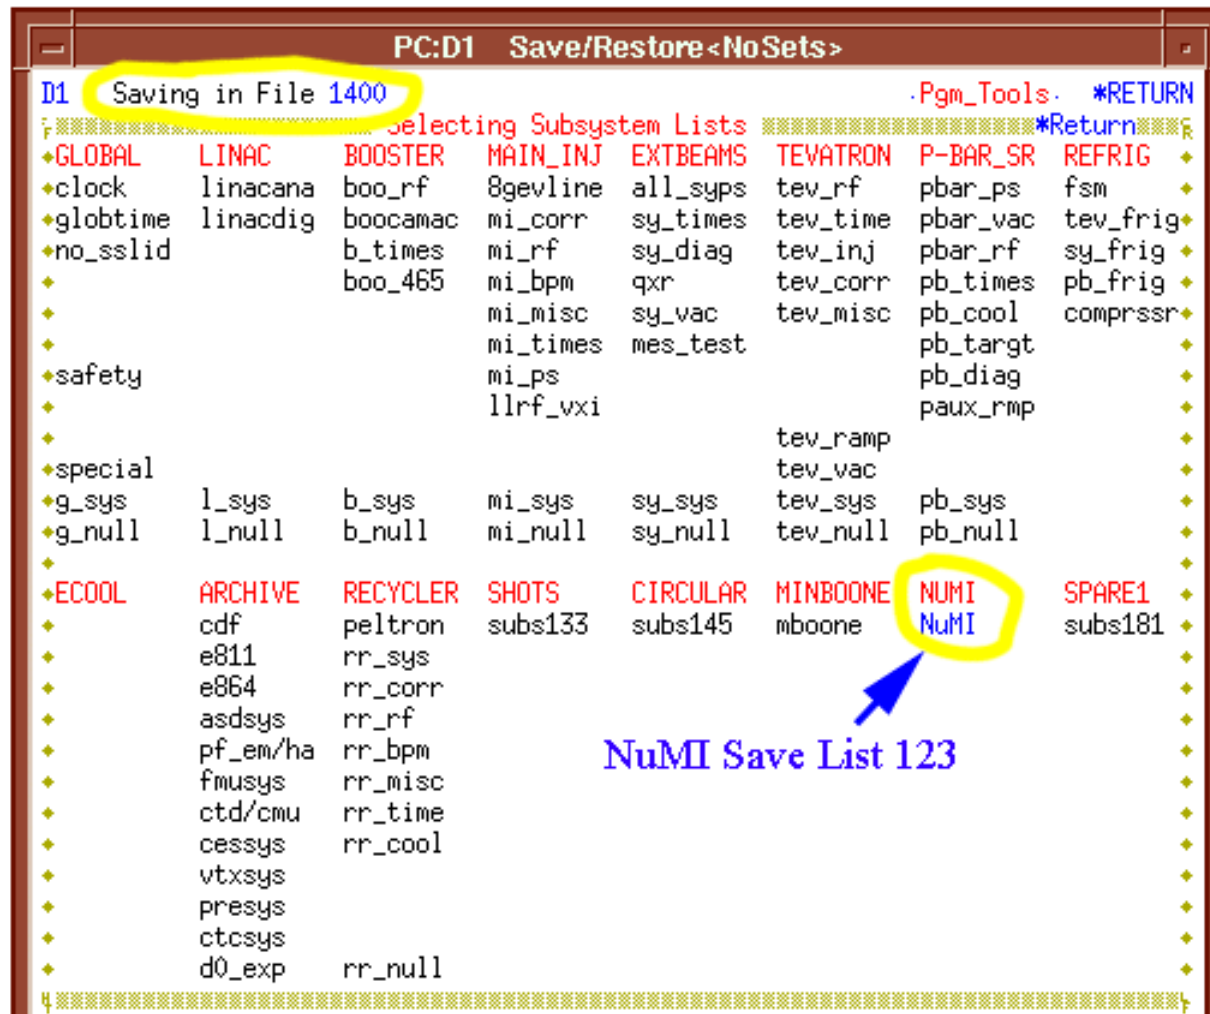 PC:D1 Save/Restore<NoSets>
D1 Saving in File 1400 Pgm_Tools *RETURN
Selecting Subsystem Lists *Return
GLOBAL LINAC BOOSTER MAIN_INJ EXTBEAMS TEVATRON P-BAR_SR REFRIG
clock linacana boo_rf 8gevline all_syps tev_rf pbar_ps fsm
globtime linacdig boocamac mi_corr sy_times tev_time pbar_vac tev_frig
no_sslid b_times mi_rf sy_diag tev_inj pbar_rf sy_frig
boo_465 mi_bpm qxr tev_corr pb_times pb_frig
mi_misc sy_vac tev_misc pb_cool comprssr
mi_times mes_test pb_targt
safety mi_ps pb_diag
llrf_vxi paux_rmp
tev_ramp
special tev_vac
g_sys l_sys b_sys mi_sys sy_sys tev_sys pb_sys
g_null l_null b_null mi_null sy_null tev_null pb_null
ECOOL ARCHIVE RECYCLER SHOTS CIRCULAR MINBOONE NUMI SPARE1
cdf peltron subs133 subs145 mboone NuMI subs181
e811 rr_sys
e864 rr_corr
asdsys rr_rf
pf_em/ha rr_bpm
fmusys rr_misc
ctd/cmu rr_time
cessys rr_cool
vtxsys
presys
ctcsys
d0_exp rr_null
NuMI Save List 123